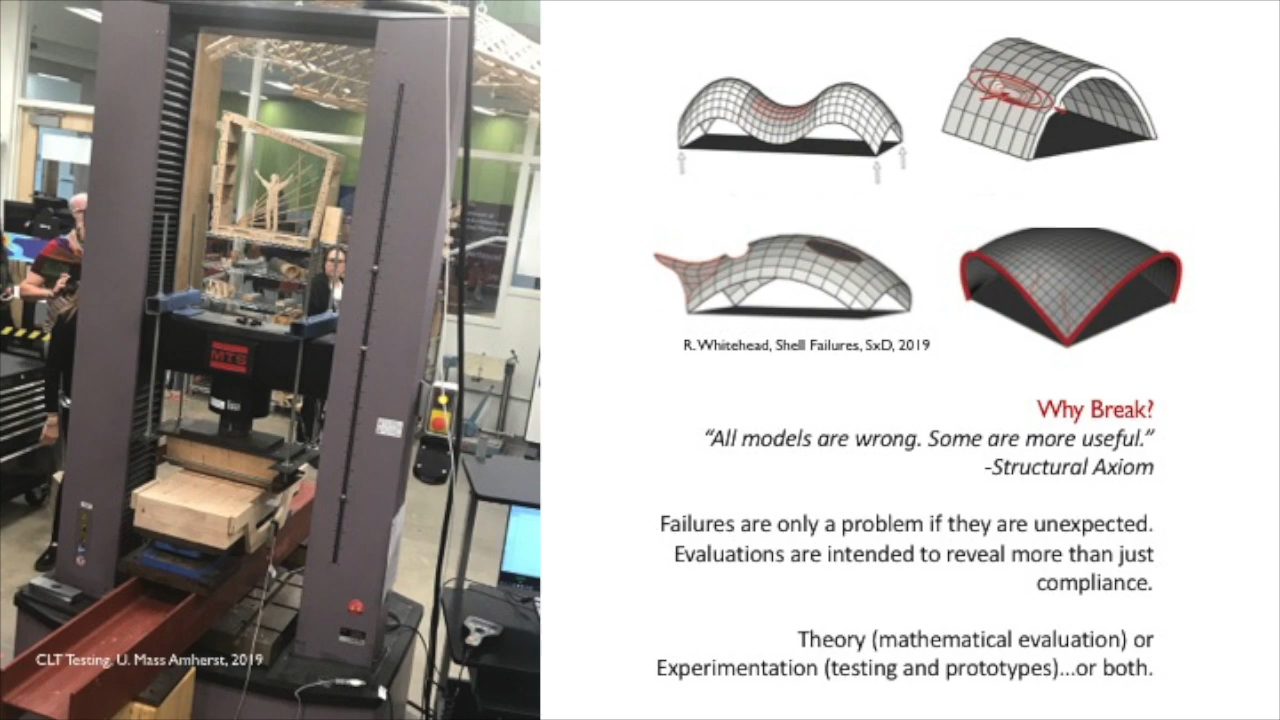 MTS
CLT Testing, U. Mass Amherst, 2019
R. Whitehead, Shell Failures, SxD, 2019
Why Break?
“All models are wrong. Some are more useful.”
-Structural Axiom
Failures are only a problem if they are unexpected.
Evaluations are intended to reveal more than just
compliance.
Theory (mathematical evaluation) or
Experimentation (testing and prototypes)...or both.